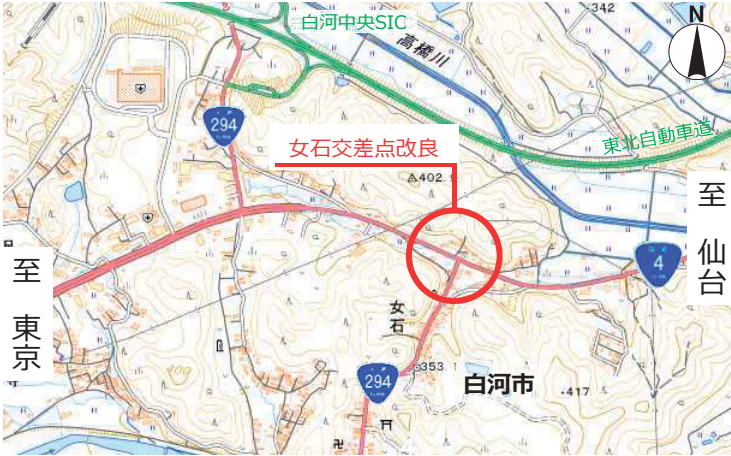 白河中央SIC
342
N
高橋川
294
女石交差点改良
東北自動車道
402.9
至 仙台
至 東京
4
女石
353
294
白河市
417